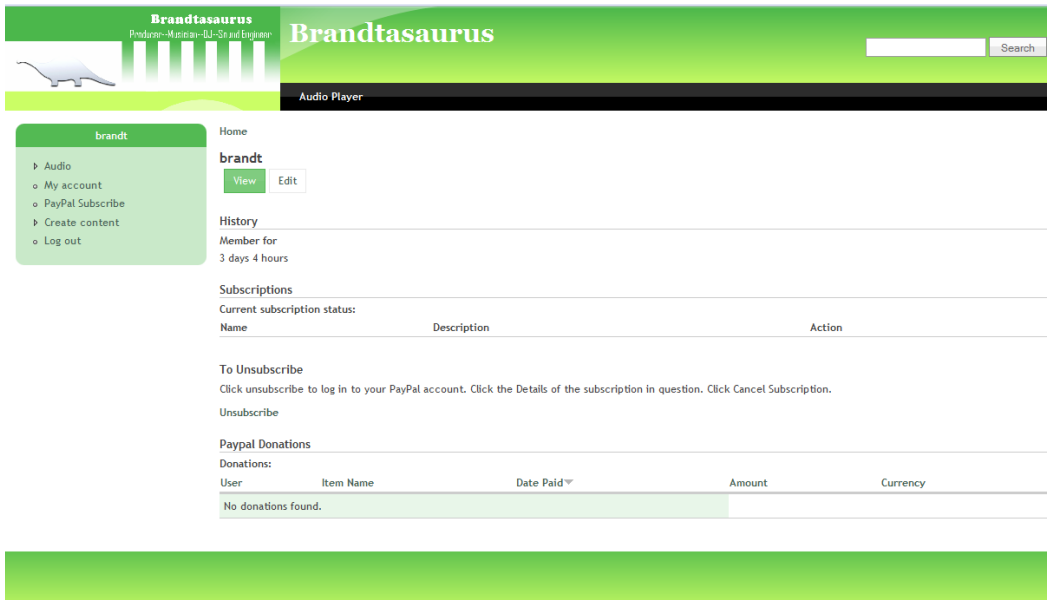 Brandtasaurus
Producer--Musician--DJ--Sound Engineer
Brandtasaurus
Search
Audio Player
brandt
Audio
My account
PayPal Subscribe
Create content
Log out
Home
brandt
View Edit
History
Member for
3 days 4 hours
Subscriptions
Current subscription status:
Name Description Action
To Unsubscribe
Click unsubscribe to log in to your PayPal account. Click the Details of the subscription in question. Click Cancel Subscription.
Unsubscribe
Paypal Donations
Donations:
User Item Name Date Paid Amount Currency
No donations found.